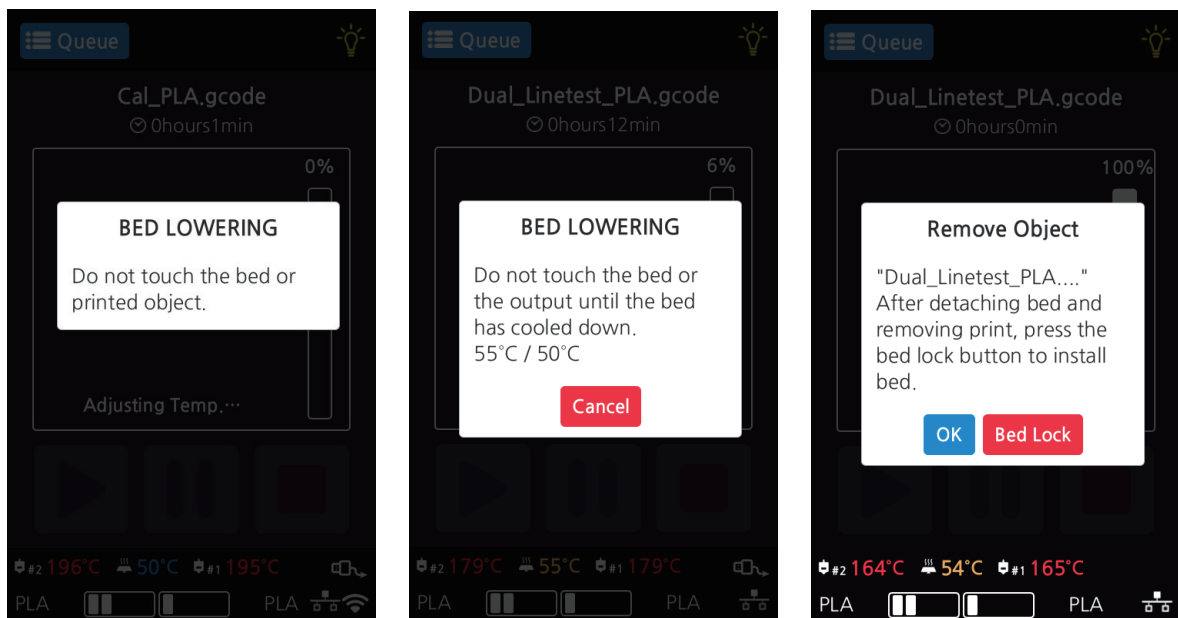 Queue
Cal_PLA.gcode
0hours1min
0%
BED LOWERING
Do not touch the bed or
printed object.
Adjusting Temp.…
#2 196°C 50°C #1 195°C
PLA PLA
Queue
Dual_Linetest_PLA.gcode
0hours12min
6%
BED LOWERING
Do not touch the bed or
the output until the bed
has cooled down.
55°C / 50°C
Cancel
#2 179°C 55°C #1 179°C
PLA PLA
Queue
Dual_Linetest_PLA.gcode
0hours0min
100%
Remove Object
"Dual_Linetest_PLA...."
After detaching bed and
removing print, press the
bed lock button to install
bed.
OK Bed Lock
#2 164°C 54°C #1 165°C
PLA PLA